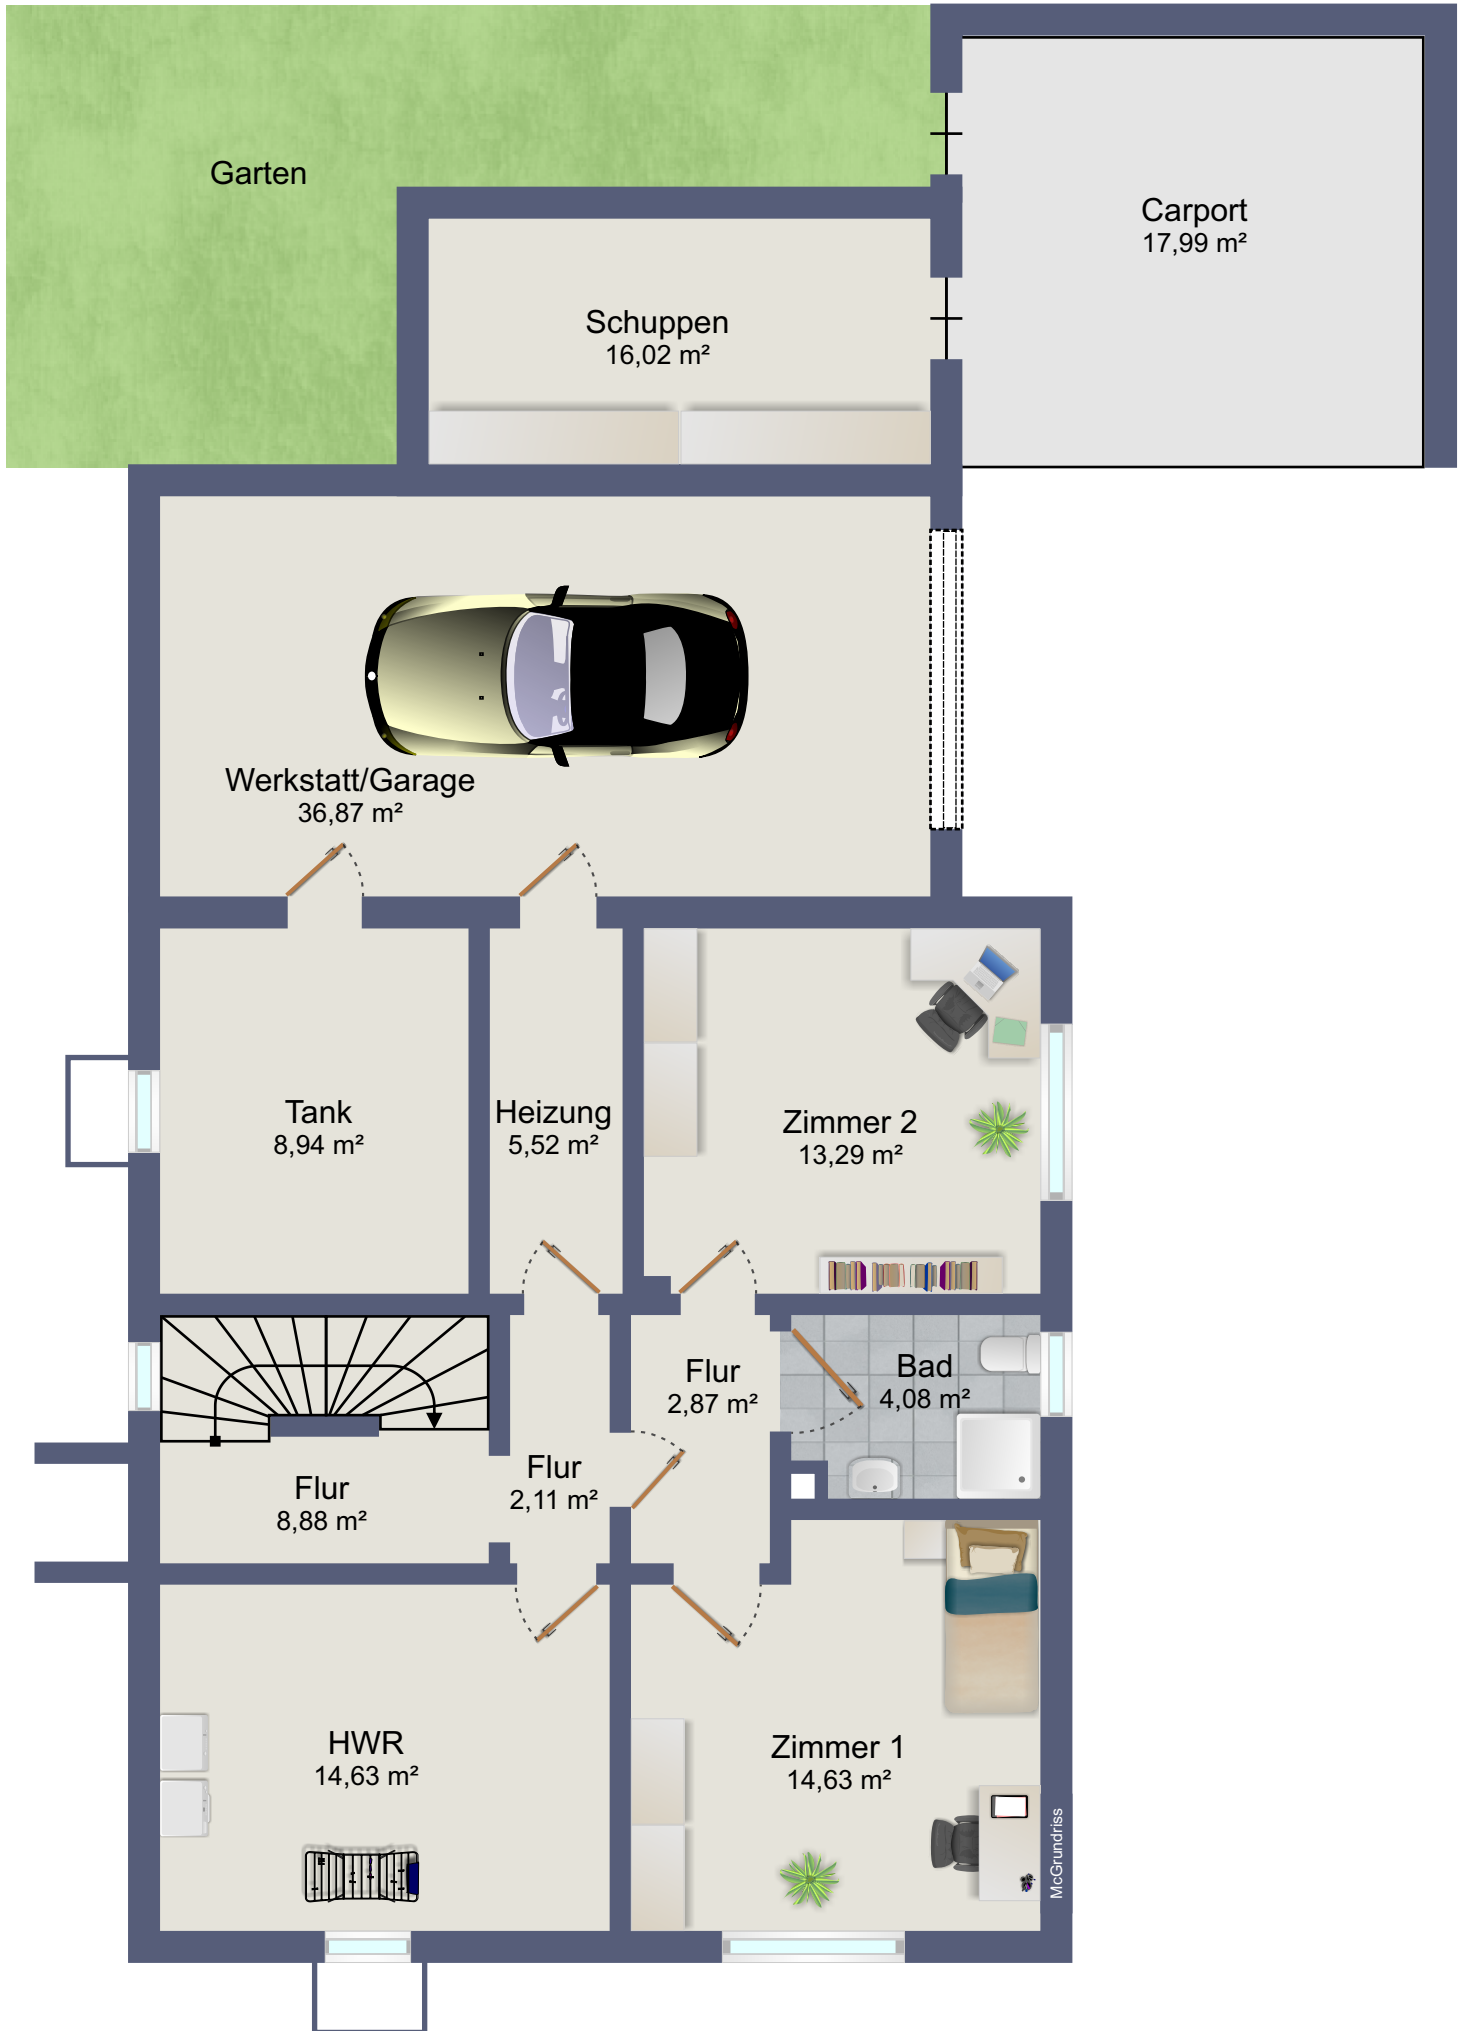 Garten
Carport
17,99 m²
Schuppen
16,02 m²
Werkstatt/Garage
36,87 m²
Tank
8,94 m²
Heizung
5,52 m²
Zimmer 2
13,29 m²
Flur
2,87 m²
Bad
4,08 m²
Flur
2,11 m²
Flur
8,88 m²
HWR
14,63 m²
Zimmer 1
14,63 m²
McGrundriss